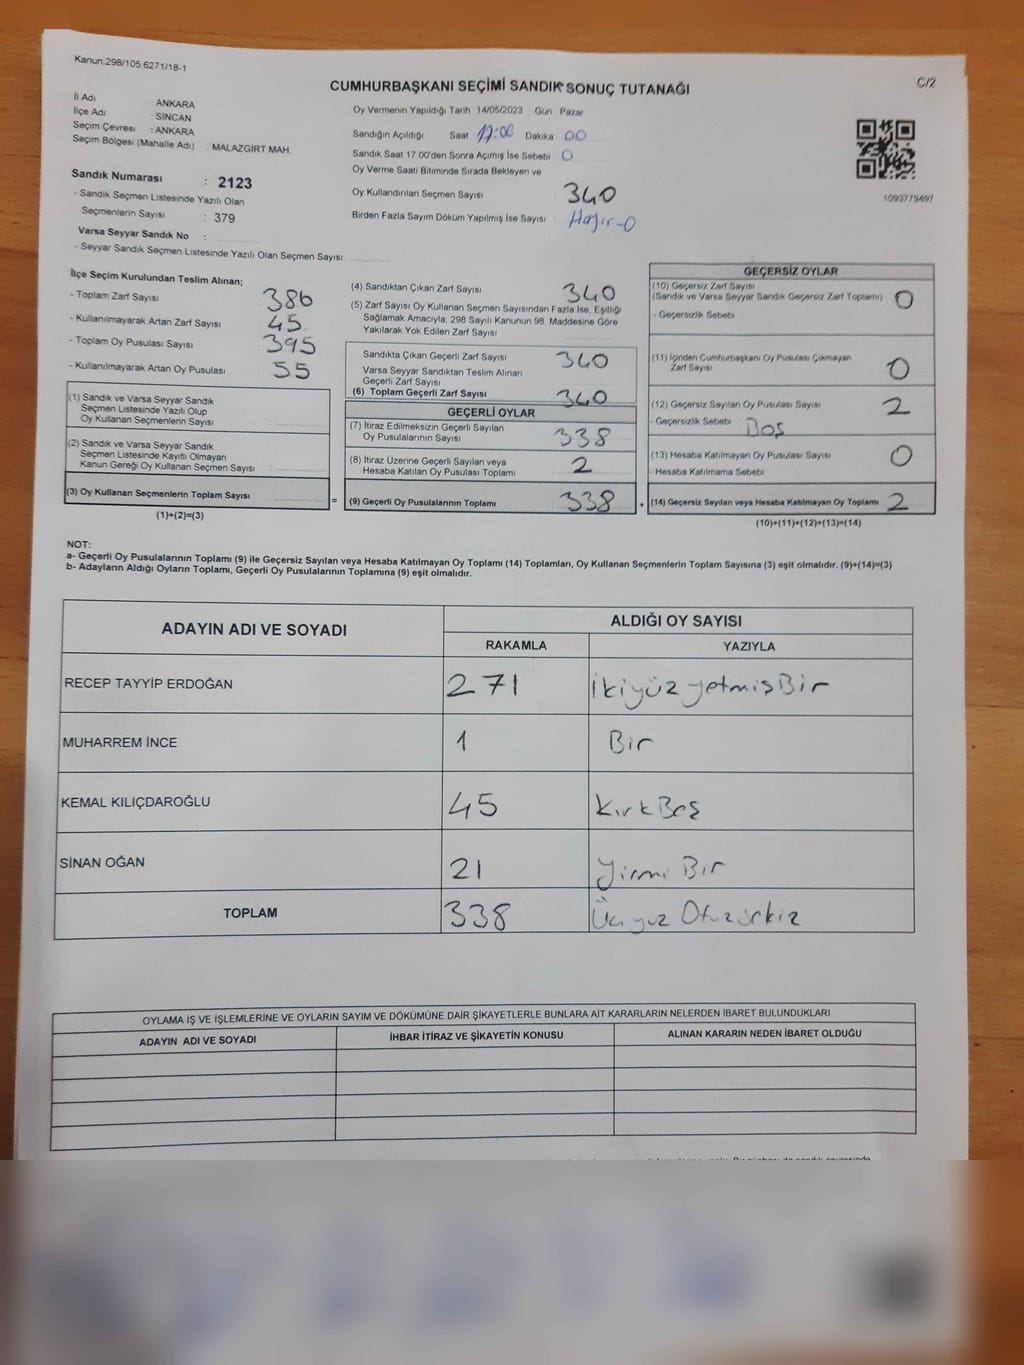 Kanun,298/105,6271/18-1
C/2
CUMHURBAŞKANI SEÇİMİ SANDIK SONUÇ TUTANAĞI
İl Adı ANKARA
İlçe Adı SİNCAN
Seçim Çevresi : ANKARA
Seçim Bölgesi (Mahalle Adı) : MALAZGİRT MAH
Sandık Numarası : 2123
- Sandık Seçmen Listesinde Yazılı Olan
Seçmenlerin Sayısı : 379
Varsa Seyyar Sandık No :
- Seyyar Sandık Seçmen Listesinde Yazılı Olan Seçmen Sayısı:
Oy Vermenin Yapıldığı Tarih 14/05/2023 Gün Pazar
Sandığın Açıldığı Saat 17:00 Dakika 00
Sandık Saat 17.00'den Sonra Açımış İse Sebebi 0
Oy Verme Saati Bitiminde Sırada Bekleyen ve
Oy Kullandırılan Seçmen Sayısı 340
Birden Fazla Sayım Döküm Yapılmış İse Sayısı Hayır-0
1093775497
İlçe Seçim Kurulundan Teslim Alınan;
- Toplam Zarf Sayısı : 386
- Kullanılmayarak Artan Zarf Sayısı : 45
- Toplam Oy Pusulası Sayısı : 395
- Kullanılmayarak Artan Oy Pusulası : 55
(1) Sandık ve Varsa Seyyar Sandık
Seçmen Listesinde Yazılı Olup
Oy Kullanan Seçmenlerin Sayısı :
(2) Sandık ve Varsa Seyyar Sandık
Seçmen Listesinde Kayıtlı Olmayan
Kanun Gereği Oy Kullanan Seçmen Sayısı :
(3) Oy Kullanan Seçmenlerin Toplam Sayısı =
(1)+(2)=(3)
(4) Sandıktan Çıkan Zarf Sayısı 340
(5) Zarf Sayısı Oy Kullanan Seçmen Sayısından Fazla İse, Eşitliği
Sağlamak Amacıyla, 298 Sayılı Kanunun 98. Maddesine Göre
Yakılarak Yok Edilen Zarf Sayısı
Sandıkta Çıkan Geçerli Zarf Sayısı 340
Varsa Seyyar Sandıktan Teslim Alınan
Geçerli Zarf Sayısı
(6) Toplam Geçerli Zarf Sayısı 340
GEÇERLİ OYLAR
(7) İtiraz Edilmeksizin Geçerli Sayılan
Oy Pusulalarının Sayısı 338
(8) İtiraz Üzerine Geçerli Sayılan veya
Hesaba Katılan Oy Pusulası Toplamı 2
(9) Geçerli Oy Pusulalarının Toplamı 338 +
GEÇERSİZ OYLAR
(10) Geçersiz Zarf Sayısı
(Sandık ve Varsa Seyyar Sandık Geçersiz Zarf Toplamı) 0
- Geçersizlik Sebebi
(11) İçinden Cumhurbaşkanı Oy Pusulası Çıkmayan
Zarf Sayısı 0
(12) Geçersiz Sayılan Oy Pusulası Sayısı 2
- Geçersizlik Sebebi Boş
(13) Hesaba Katılmayan Oy Pusulası Sayısı 0
- Hesaba Katılmama Sebebi
(14) Geçersiz Sayılan veya Hesaba Katılmayan Oy Toplamı 2
(10)+(11)+(12)+(13)=(14)
NOT:
a- Geçerli Oy Pusulalarının Toplamı (9) ile Geçersiz Sayılan veya Hesaba Katılmayan Oy Toplamı (14) Toplamları, Oy Kullanan Seçmenlerin Toplam Sayısına (3) eşit olmalıdır. (9)+(14)=(3)
b- Adayların Aldığı Oyların Toplamı, Geçerli Oy Pusulalarının Toplamına (9) eşit olmalıdır.
ADAYIN ADI VE SOYADI ALDIĞI OY SAYISI
RAKAMLA YAZIYLA
RECEP TAYYİP ERDOĞAN 271 İkiyüz yetmişBir
MUHARREM İNCE 1 Bir
KEMAL KILIÇDAROĞLU 45 KırkBeş
SİNAN OĞAN 21 Yirmi Bir
TOPLAM 338
OYLAMA İŞ VE İŞLEMLERİNE VE OYLARIN SAYIM VE DÖKÜMÜNE DAİR ŞİKAYETLERLE BUNLARA AİT KARARLARIN NELERDEN İBARET BULUNDUKLARI
ADAYIN ADI VE SOYADI İHBAR İTİRAZ VE ŞİKAYETİN KONUSU ALINAN KARARIN NEDEN İBARET OLDUĞU